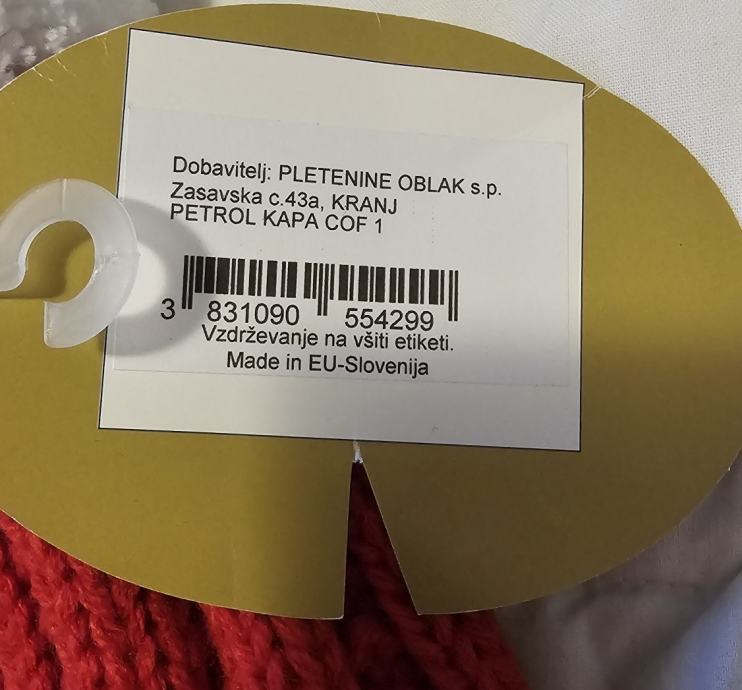 Dobavitelj: PLETENINE OBLAK s.p.
Zasavska c.43a, KRANJ
PETROL KAPA COF 1
3 831090 554299
Vzdrževanje na všiti etiketi.
Made in EU-Slovenija